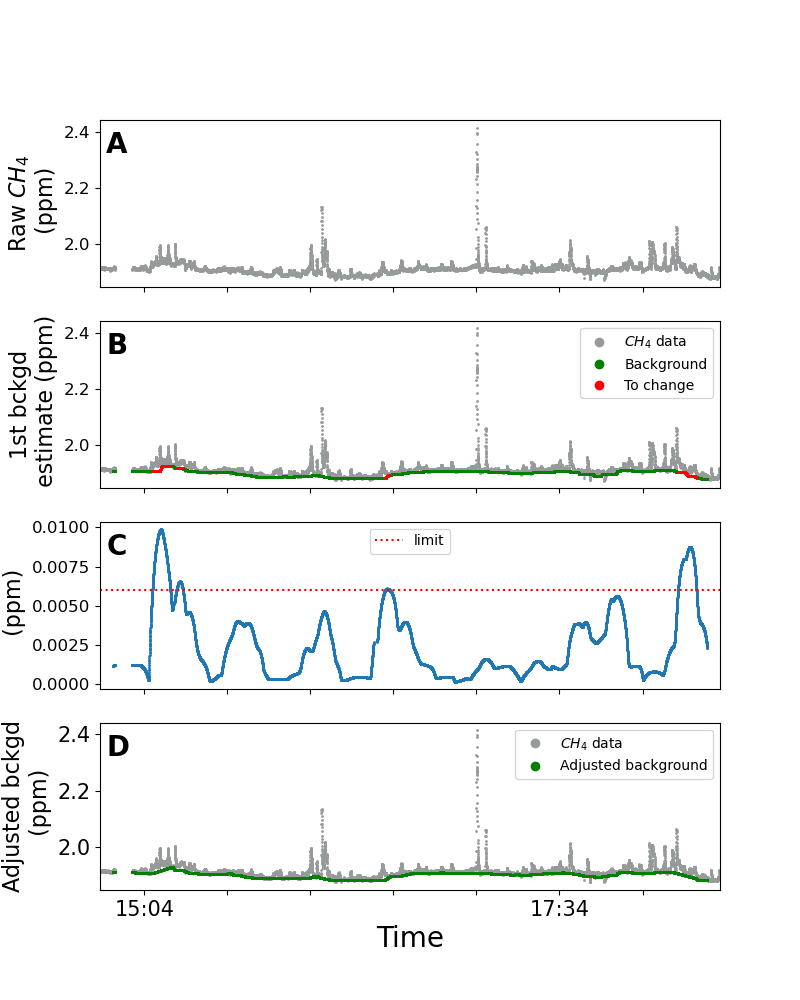 A
Raw CH₄
(ppm)
2.4
2.2
2.0
B
1st bckgd
estimate (ppm)
2.4
2.2
2.0
CH₄ data
Background
To change
C
(ppm)
0.0100
0.0075
0.0050
0.0025
0.0000
limit
D
Adjusted bckgd
(ppm)
2.4
2.2
2.0
CH₄ data
Adjusted background
15:04
17:34
Time